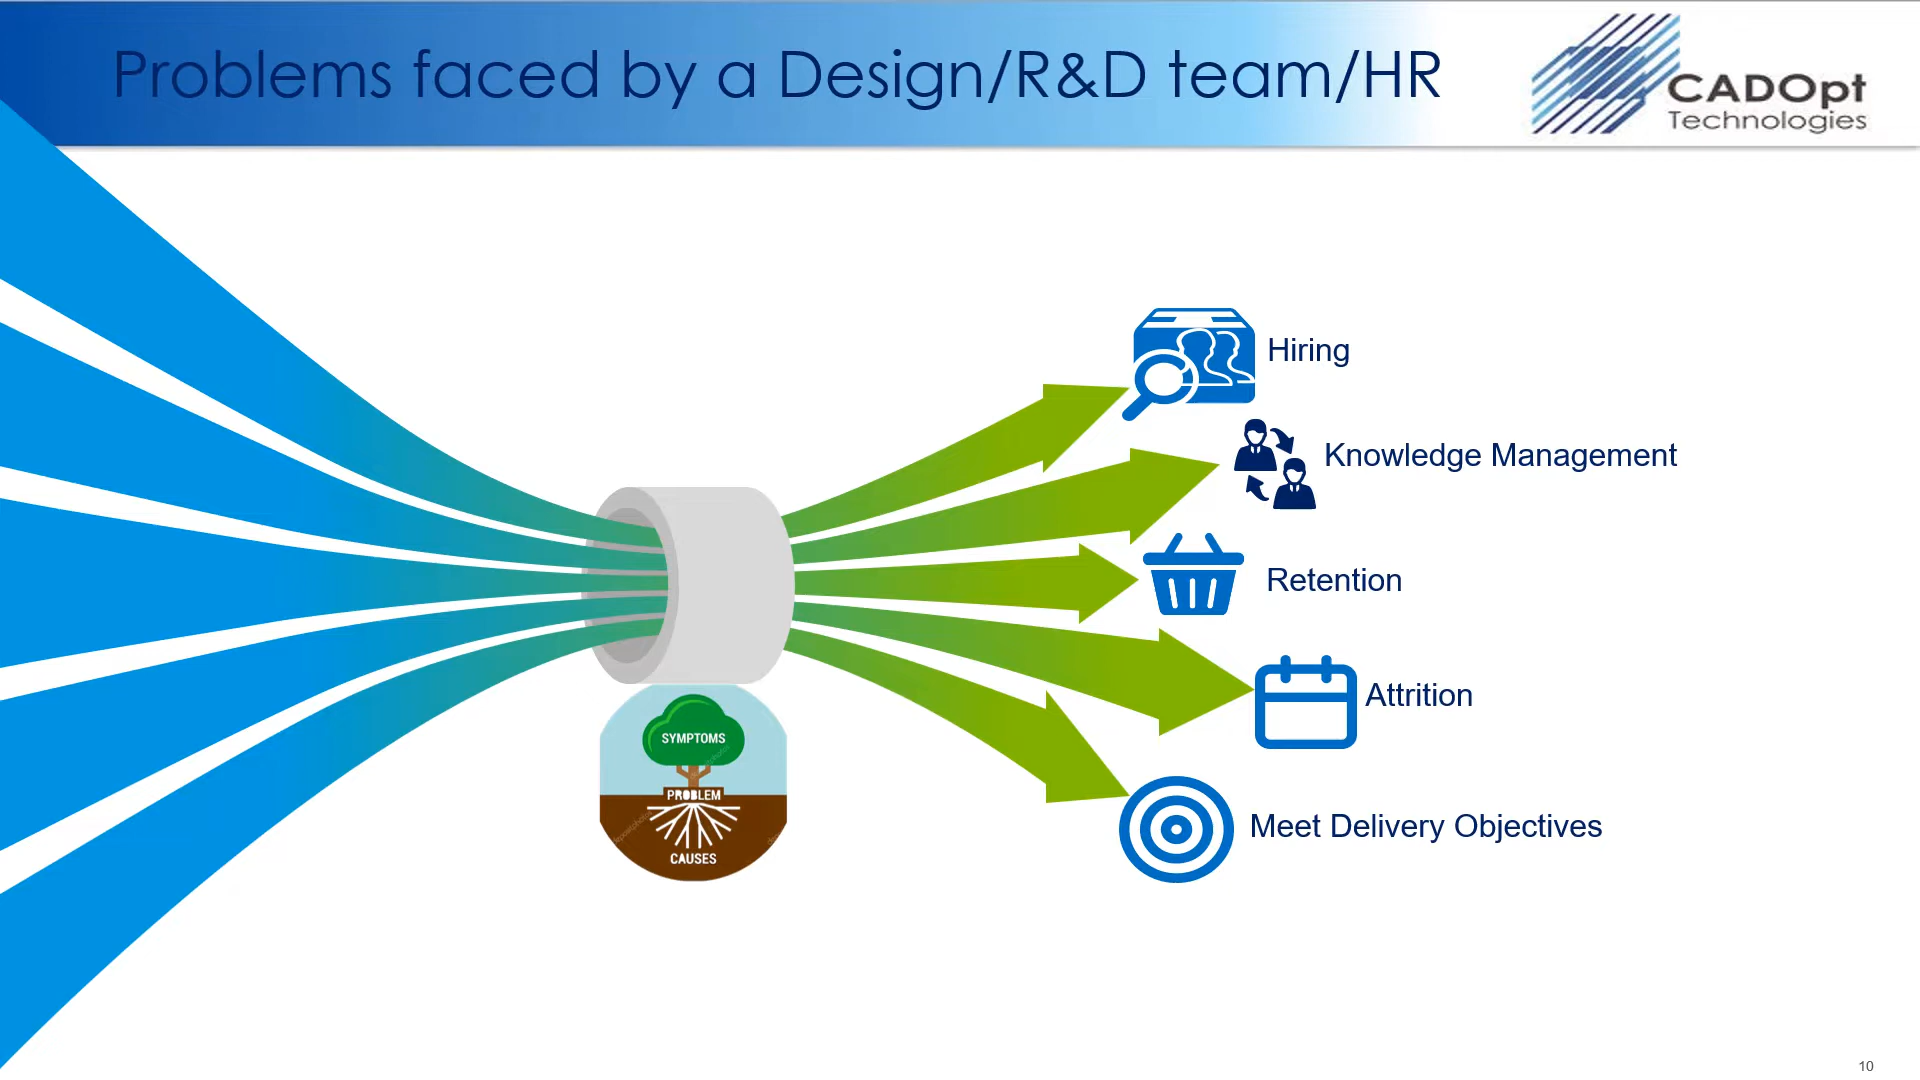 Problems faced by a Design/R&D team/HR
CADOpt
Technologies
Hiring
Knowledge Management
Retention
Attrition
Meet Delivery Objectives
SYMPTOMS
PROBLEM
CAUSES
10